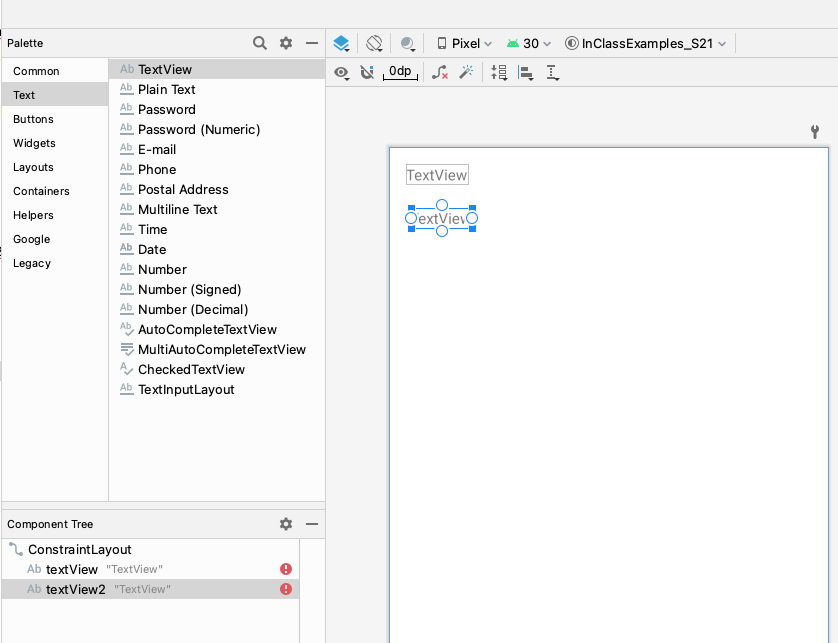 Palette
Pixel
30
InClassExamples_S21
0dp
Common
Text
Buttons
Widgets
Layouts
Containers
Helpers
Google
Legacy
Ab TextView
Ab Plain Text
Ab Password
Ab Password (Numeric)
Ab E-mail
Ab Phone
Ab Postal Address
Ab Multiline Text
Ab Time
Ab Date
Ab Number
Ab Number (Signed)
Ab Number (Decimal)
Ab AutoCompleteTextView
MultiAutoCompleteTextView
A CheckedTextView
Ab TextInputLayout
TextView
TextView
Component Tree
ConstraintLayout
Ab textView "TextView"
Ab textView2 "TextView"